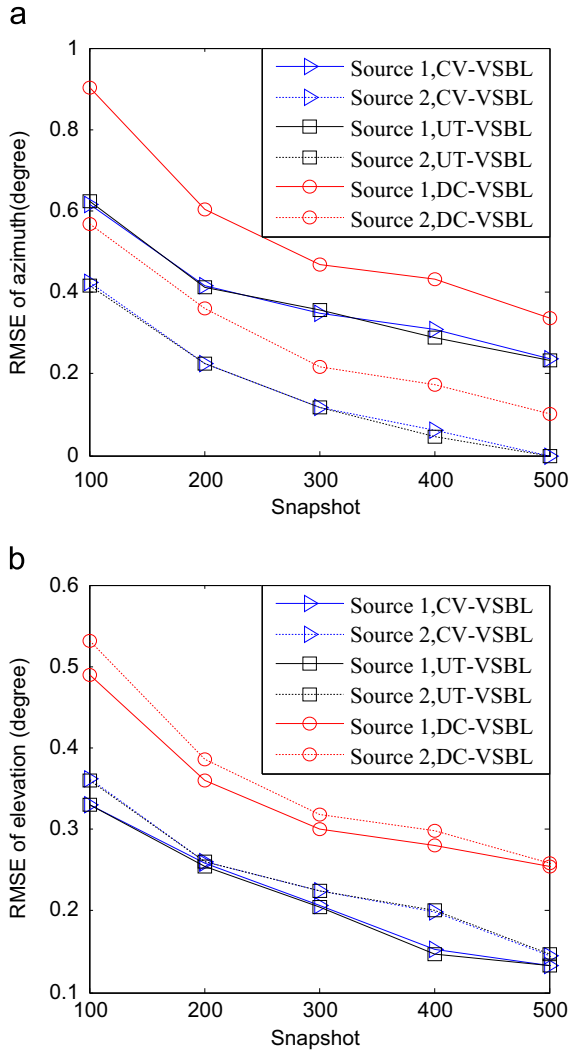 a
1
0.8
0.6
0.4
0.2
0
RMSE of azimuth(degree)
Source 1,CV-VSBL
Source 2,CV-VSBL
Source 1,UT-VSBL
Source 2,UT-VSBL
Source 1,DC-VSBL
Source 2,DC-VSBL
100 200 300 400 500
Snapshot
b
0.6
0.5
0.4
0.3
0.2
0.1
RMSE of elevation (degree)
Source 1,CV-VSBL
Source 2,CV-VSBL
Source 1,UT-VSBL
Source 2,UT-VSBL
Source 1,DC-VSBL
Source 2,DC-VSBL
100 200 300 400 500
Snapshot